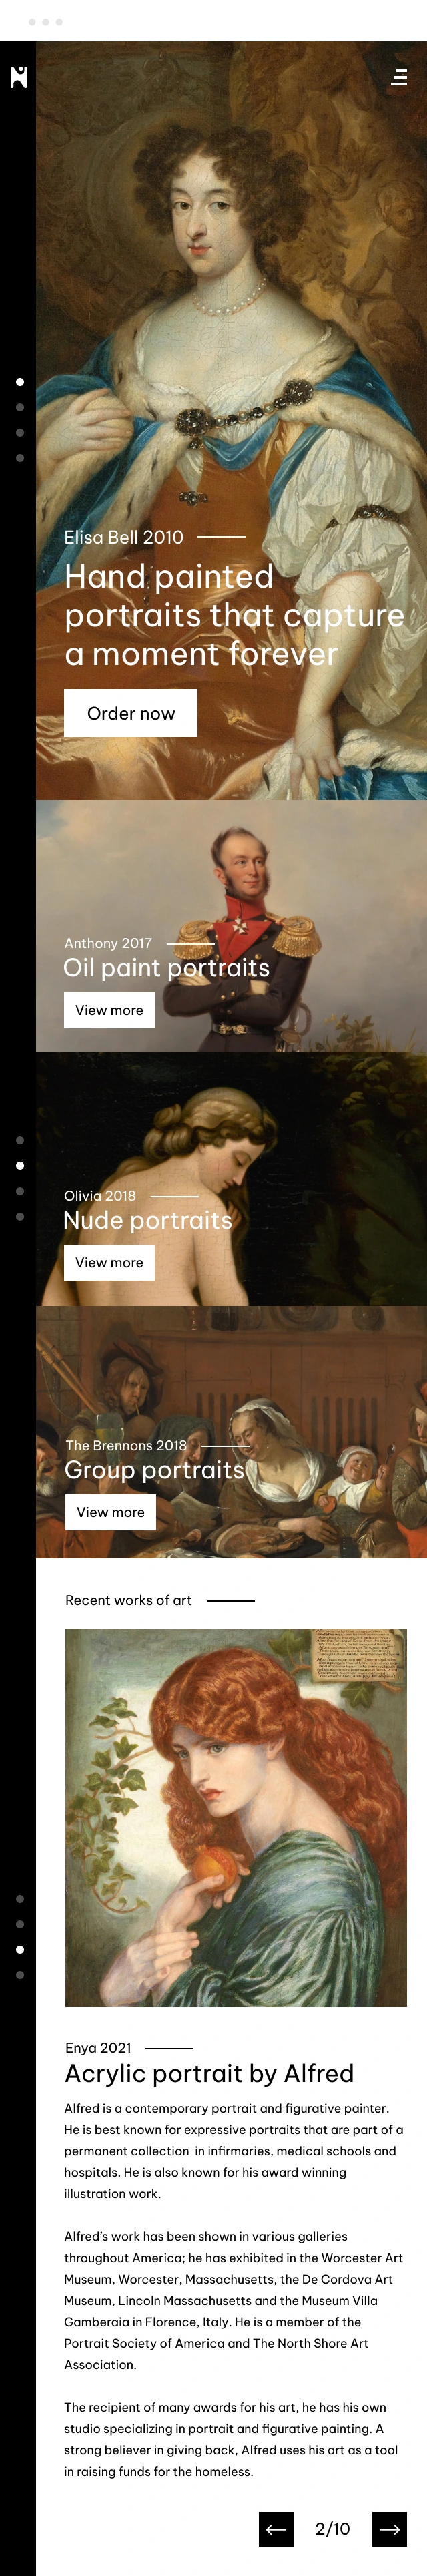 Elisa Bell 2010
Hand painted
portraits that capture
a moment forever
Order now
Anthony 2017
Oil paint portraits
View more
Olivia 2018
Nude portraits
View more
The Brennons 2018
Group portraits
View more
Recent works of art
Enya 2021
Acrylic portrait by Alfred
Alfred is a contemporary portrait and figurative painter.
He is best known for expressive portraits that are part of a
permanent collection in infirmaries, medical schools and
hospitals. He is also known for his award winning
illustration work.
Alfred’s work has been shown in various galleries
throughout America; he has exhibited in the Worcester Art
Museum, Worcester, Massachusetts, the De Cordova Art
Museum, Lincoln Massachusetts and the Museum Villa
Gamberaia in Florence, Italy. He is a member of the
Portrait Society of America and The North Shore Art
Association.
The recipient of many awards for his art, he has his own
studio specializing in portrait and figurative painting. A
strong believer in giving back, Alfred uses his art as a tool
in raising funds for the homeless.
2/10